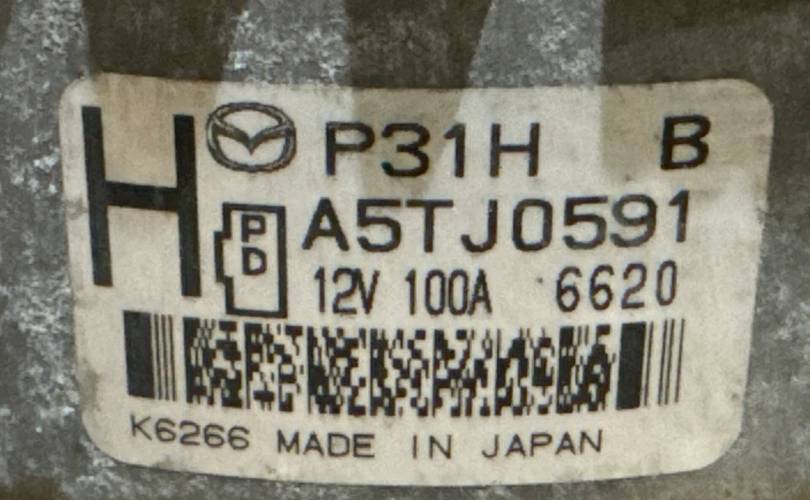 H P31H B
PD A5TJ0591
12V 100A 6620
K6266 MADE IN JAPAN